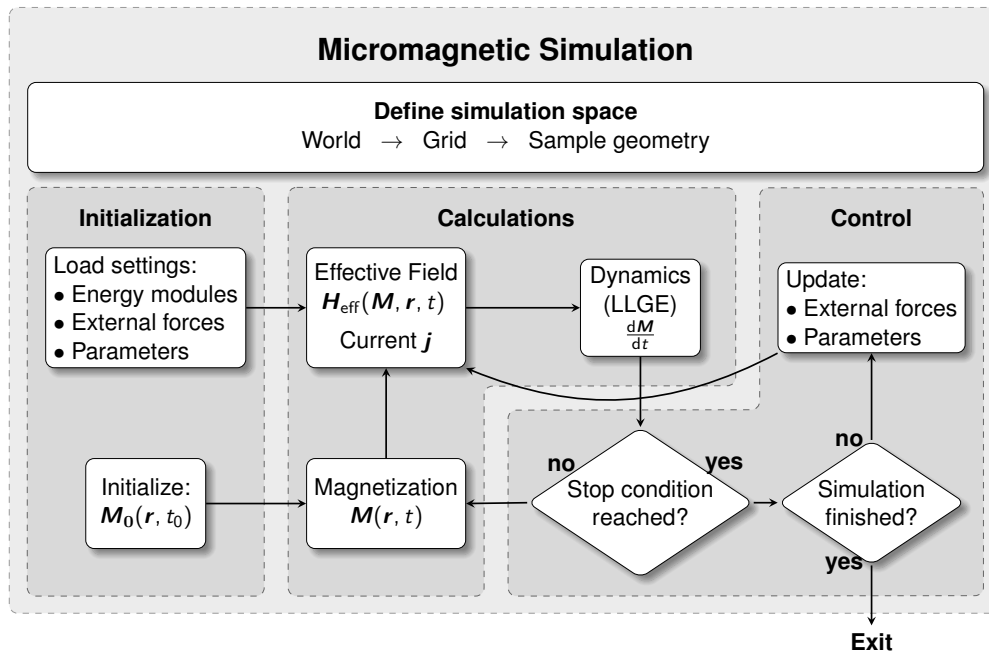 Micromagnetic Simulation
Define simulation space
World → Grid → Sample geometry
Initialization
Load settings:
• Energy modules
• External forces
• Parameters
Initialize:
M₀(r, t₀)
Calculations
Effective Field
H_eff(M, r, t)
Current j
Dynamics
(LLGE)
dM
dt
Magnetization
M(r, t)
Control
Update:
• External forces
• Parameters
no
yes
Stop condition
reached?
no
Simulation
finished?
yes
Exit